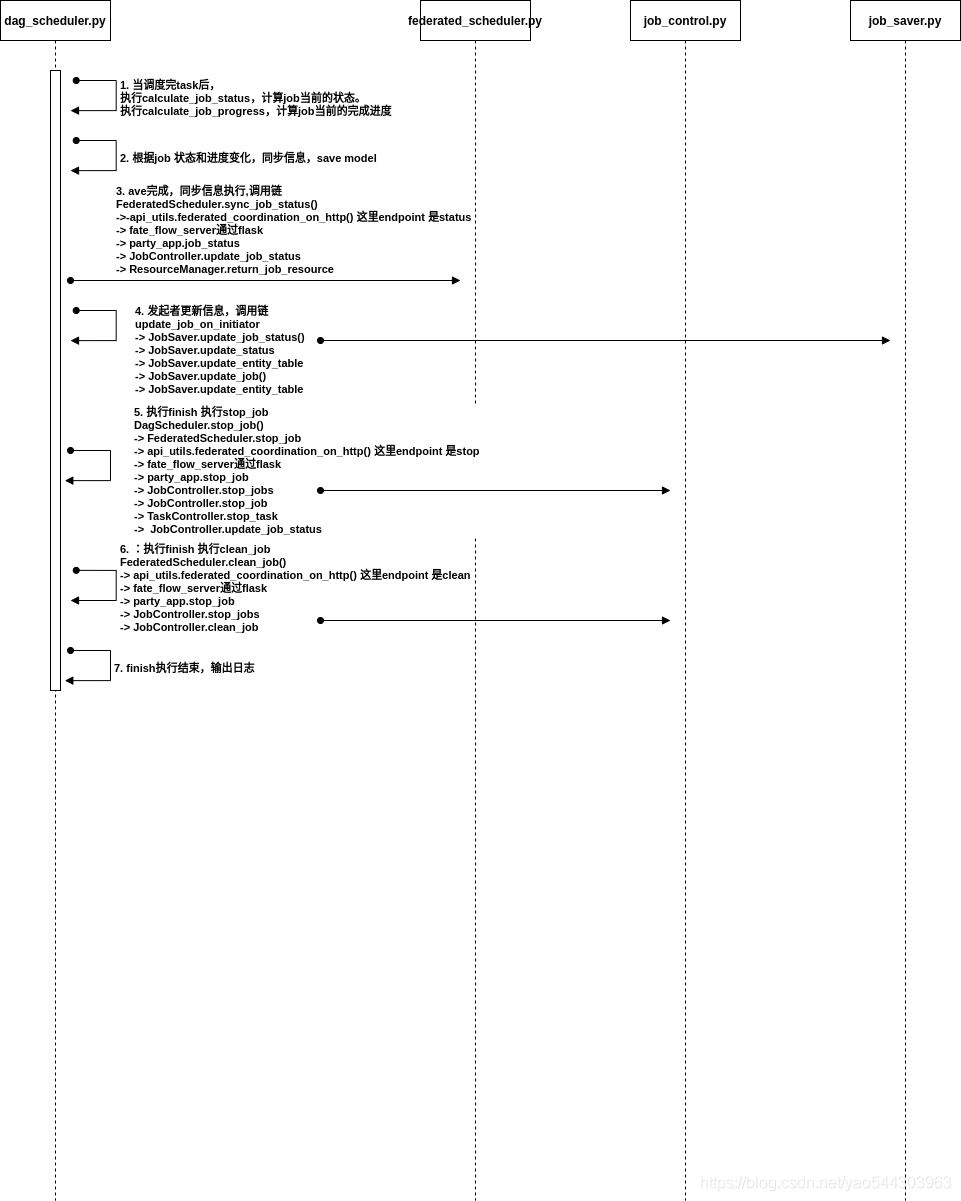 dag_scheduler.py
federated_scheduler.py
job_control.py
job_saver.py
1. 当调度完task后，
执行calculate_job_status，计算job当前的状态。
执行calculate_job_progress，计算job当前的完成进度
2. 根据job 状态和进度变化，同步信息，save model
3. ave完成，同步信息执行,调用链
FederatedScheduler.sync_job_status()
->-api_utils.federated_coordination_on_http() 这里endpoint 是status
-> fate_flow_server通过flask
-> party_app.job_status
-> JobController.update_job_status
-> ResourceManager.return_job_resource
4. 发起者更新信息，调用链
update_job_on_initiator
-> JobSaver.update_job_status()
-> JobSaver.update_status
-> JobSaver.update_entity_table
-> JobSaver.update_job()
-> JobSaver.update_entity_table
5. 执行finish 执行stop_job
DagScheduler.stop_job()
-> FederatedScheduler.stop_job
-> api_utils.federated_coordination_on_http() 这里endpoint 是stop
-> fate_flow_server通过flask
-> party_app.stop_job
-> JobController.stop_jobs
-> JobController.stop_job
-> TaskController.stop_task
-> JobController.update_job_status
6. ：执行finish 执行clean_job
FederatedScheduler.clean_job()
-> api_utils.federated_coordination_on_http() 这里endpoint 是clean
-> fate_flow_server通过flask
-> party_app.stop_job
-> JobController.stop_jobs
-> JobController.clean_job
7. finish执行结束，输出日志
https://blog.csdn.net/yao544303963